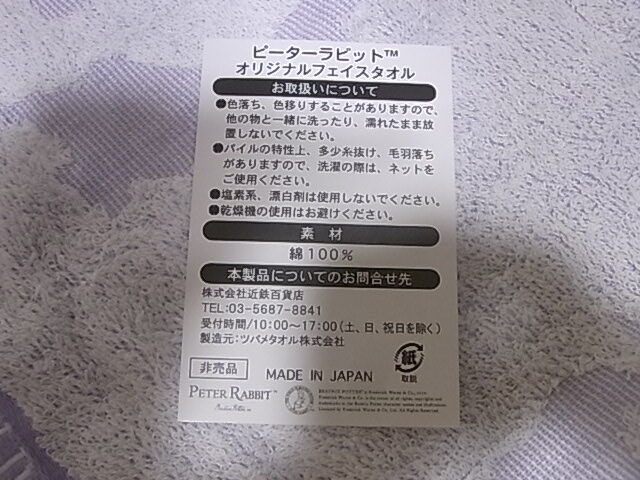 ピーターラビット™
オリジナルフェイスタオル
お取扱いについて
●色落ち、色移りすることがありますので、
他の物と一緒に洗ったり、濡れたまま放
置しないでください。
●パイルの特性上、多少糸抜け、毛羽落ち
がありますので、洗濯の際は、ネットを
ご使用ください。
●塩素系、漂白剤は使用しないでください。
●乾燥機の使用はお避けください。
素材
綿100%
本製品についてのお問合せ先
株式会社近鉄百貨店
TEL:03-5687-8841
受付時間/10:00〜17:00(土、日、祝日を除く)
製造元:ツバメタオル株式会社
紙
取説
非売品
MADE IN JAPAN
PETER RABBIT™